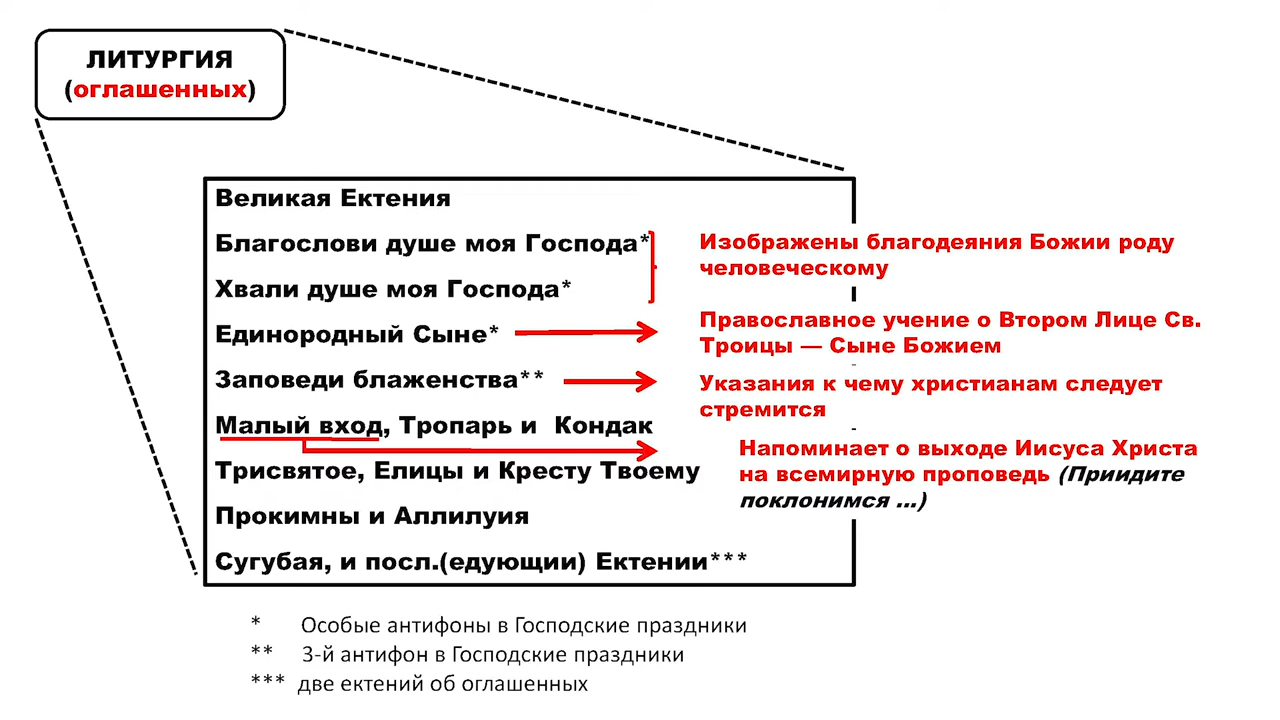 ЛИТУРГИЯ
(оглашенных)
Великая Ектения
Благослови душе моя Господа*
Хвали душе моя Господа*
Изображены благодеяния Божии роду
человеческому
Единородный Сыне*
Православное учение о Втором Лице Св.
Троицы — Сыне Божием
Заповеди блаженства**
Указания к чему христианам следует
стремится
Малый вход, Тропарь и Кондак
Напоминает о выходе Иисуса Христа
на всемирную проповедь (Приидите
поклонимся ...)
Трисвятое, Елицы и Кресту Твоему
Прокимны и Аллилуия
Сугубая, и посл.(едующии) Ектении***
* Особые антифоны в Господские праздники
** 3-й антифон в Господские праздники
*** две ектений об оглашенных